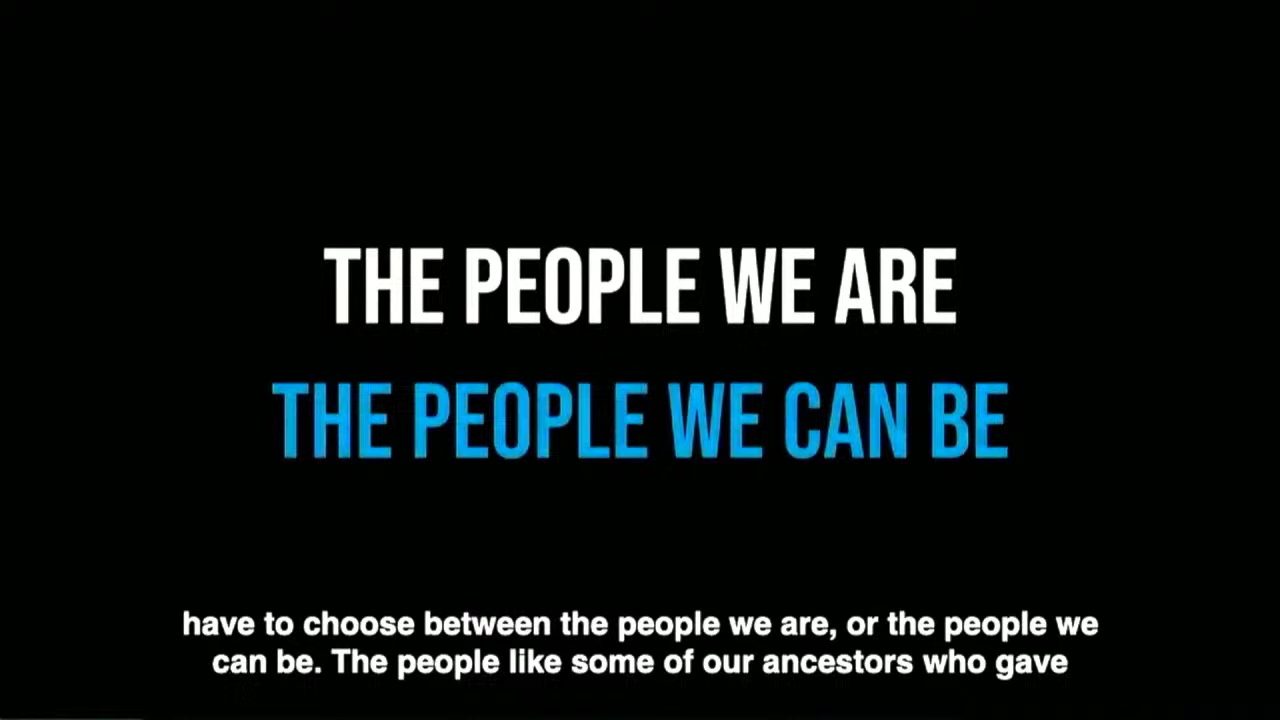 THE PEOPLE WE ARE
THE PEOPLE WE CAN BE
have to choose between the people we are, or the people we
can be. The people like some of our ancestors who gave